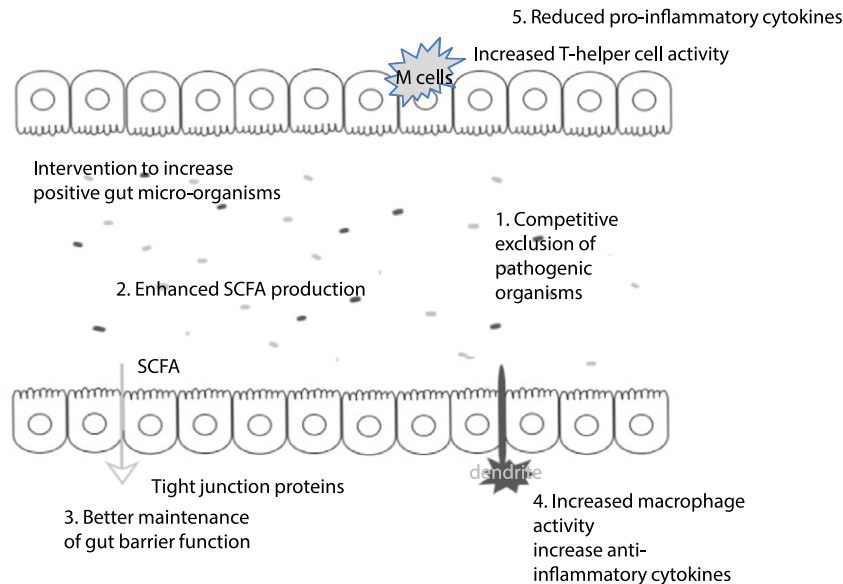 5. Reduced pro-inflammatory cytokines
Increased T-helper cell activity
M cells
Intervention to increase
positive gut micro-organisms
1. Competitive
exclusion of
pathogenic
organisms
2. Enhanced SCFA production
SCFA
dendrite
Tight junction proteins
3. Better maintenance
of gut barrier function
4. Increased macrophage
activity
increase anti-
inflammatory cytokines